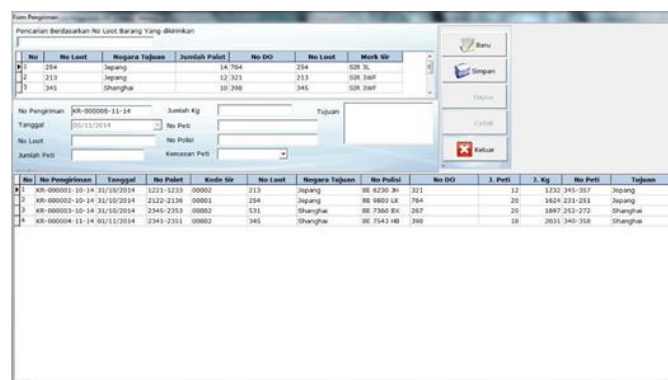 Form Pengiriman
Pencarian Berdasarkan No Loot Barang Yang dikirimkan
Baru
No No Loot Negara Tujuan Jumlah Palet No DO No Loot Merk Sir
1 254 Jepang 14 764 254 SIR 3L
2 213 Jepang 12 321 213 SIR 3WF
3 345 Shanghai 10 398 345 SIR 3WF
Simpan
Hapus
No Pengiriman KR-000005-11-14 Jumlah Kg Tujuan
Tanggal 05/11/2014 No Peti
Cetak
No Loot No Polisi
Jumlah Peti Kemasan Peti
Keluar
No No Pengiriman Tanggal No Palet Kode Sir No Loot Negara Tujuan No Polisi No DO J. Peti J. Kg No Peti Tujuan
1 KR-000001-10-14 31/10/2014 1221-1233 00002 213 Jepang BE 6230 JH 321 12 1232 345-357 Jepang
2 KR-000002-10-14 31/10/2014 2122-2136 00001 254 Jepang BE 9803 LK 764 20 1624 231-251 Jepang
3 KR-000003-10-14 31/10/2014 2345-2353 00002 531 Shanghai BE 7360 BX 267 20 1897 252-272 Shanghai
4 KR-000004-11-14 01/11/2014 2341-2351 00002 345 Shanghai BE 7543 HB 398 18 2031 340-358 Shanghai